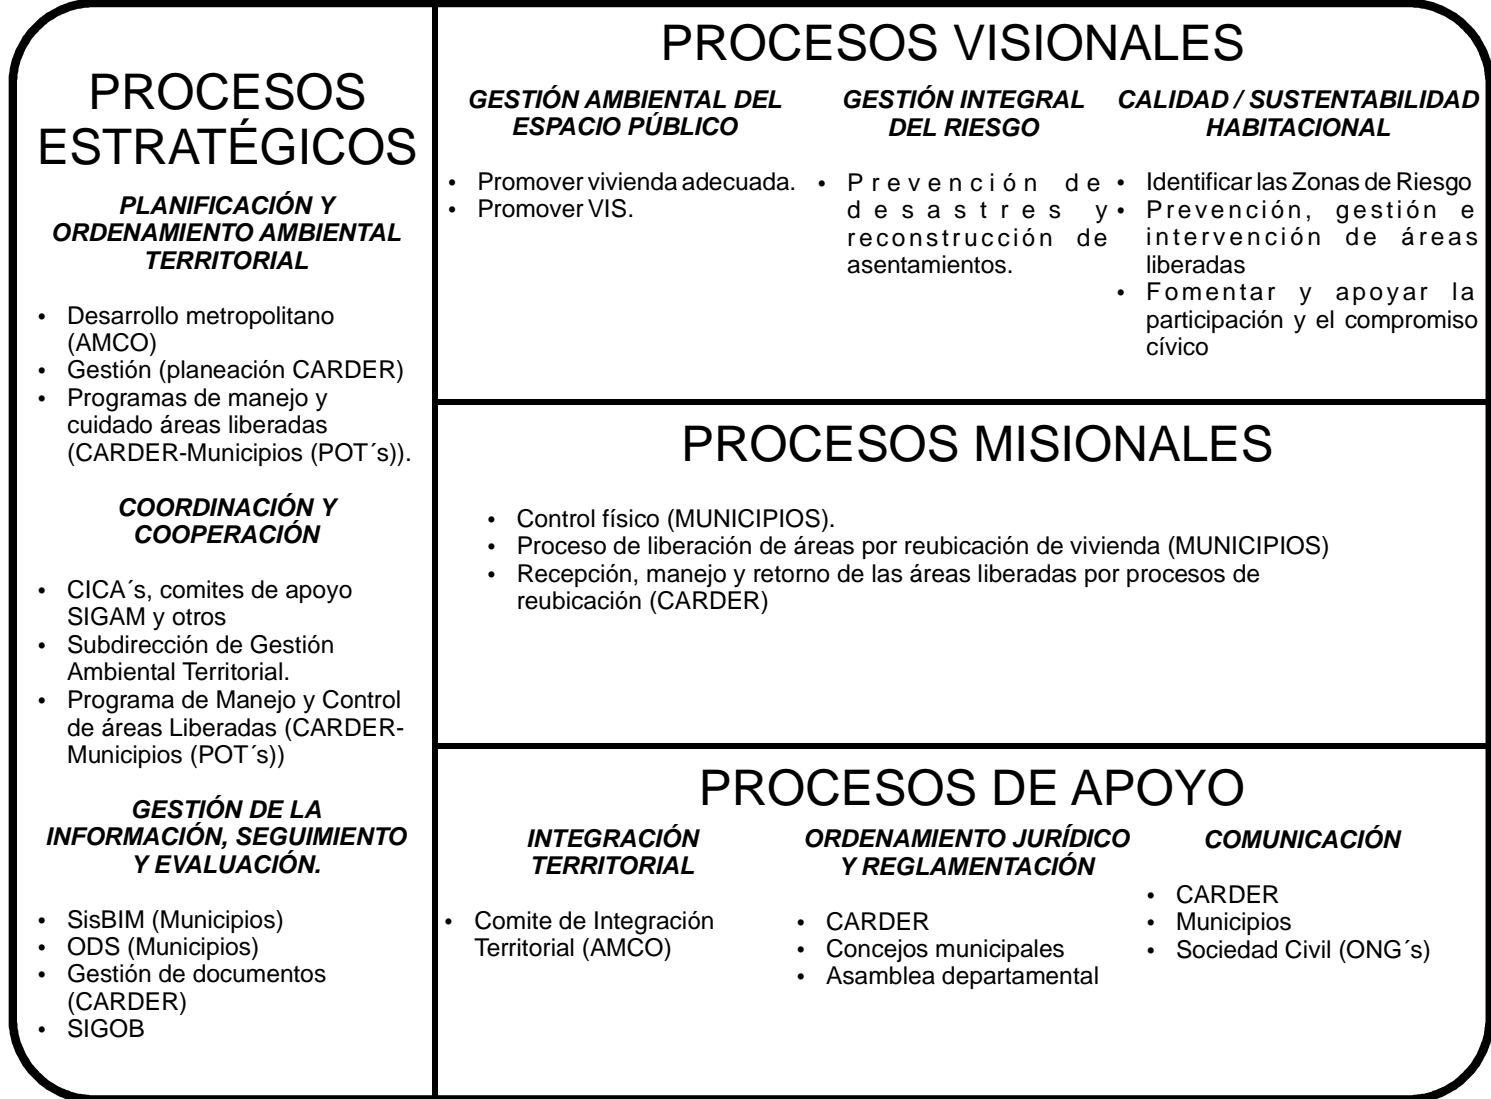 PROCESOS
ESTRATÉGICOS
PLANIFICACIÓN Y
ORDENAMIENTO AMBIENTAL
TERRITORIAL
• Desarrollo metropolitano
(AMCO)
• Gestión (planeación CARDER)
• Programas de manejo y
cuidado áreas liberadas
(CARDER-Municipios (POT´s)).
COORDINACIÓN Y
COOPERACIÓN
• CICA´s, comites de apoyo
SIGAM y otros
• Subdirección de Gestión
Ambiental Territorial.
• Programa de Manejo y Control
de áreas Liberadas (CARDER-
Municipios (POT´s))
GESTIÓN DE LA
INFORMACIÓN, SEGUIMIENTO
Y EVALUACIÓN.
• SisBIM (Municipios)
• ODS (Municipios)
• Gestión de documentos
(CARDER)
• SIGOB
PROCESOS VISIONALES
GESTIÓN AMBIENTAL DEL
ESPACIO PÚBLICO
• Promover vivienda adecuada.
• Promover VIS.
GESTIÓN INTEGRAL
DEL RIESGO
• Prevención de
desastres y
reconstrucción de
asentamientos.
CALIDAD / SUSTENTABILIDAD
HABITACIONAL
• Identificar las Zonas de Riesgo
• Prevención, gestión e
intervención de áreas
liberadas
• Fomentar y apoyar la
participación y el compromiso
cívico
PROCESOS MISIONALES
• Control físico (MUNICIPIOS).
• Proceso de liberación de áreas por reubicación de vivienda (MUNICIPIOS)
• Recepción, manejo y retorno de las áreas liberadas por procesos de
reubicación (CARDER)
PROCESOS DE APOYO
INTEGRACIÓN
TERRITORIAL
• Comite de Integración
Territorial (AMCO)
ORDENAMIENTO JURÍDICO
Y REGLAMENTACIÓN
• CARDER
• Concejos municipales
• Asamblea departamental
COMUNICACIÓN
• CARDER
• Municipios
• Sociedad Civil (ONG´s)